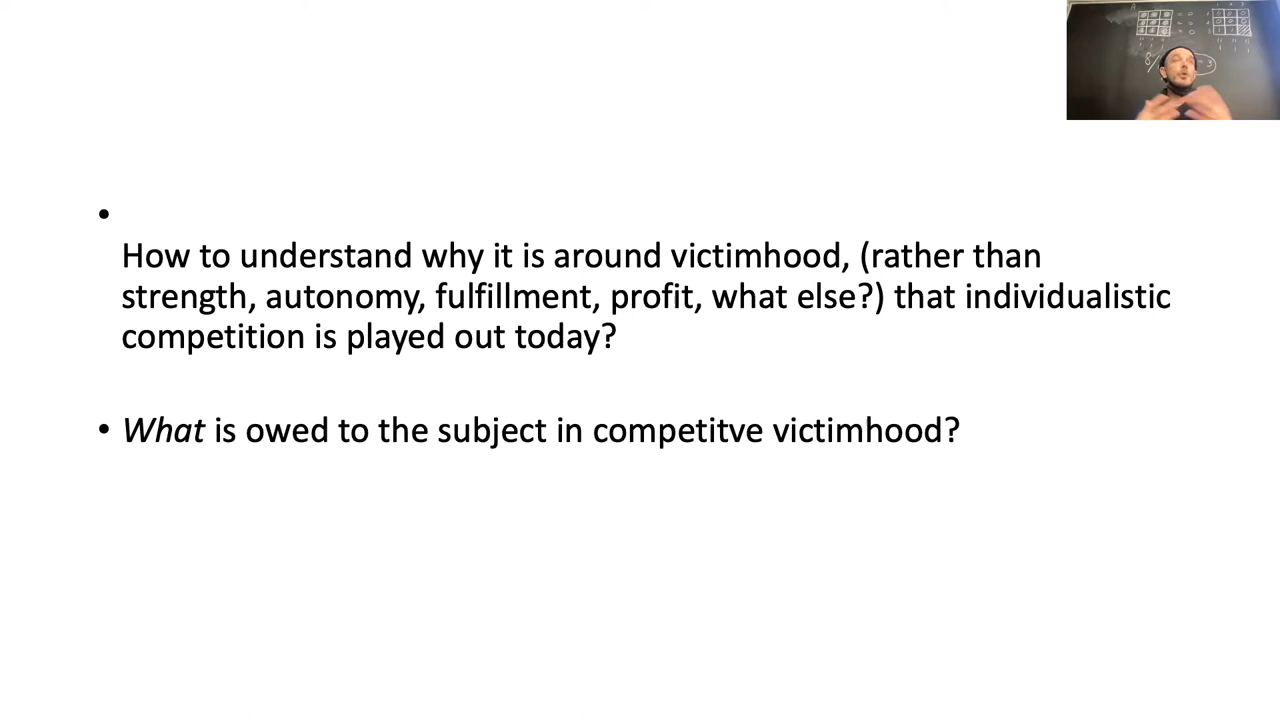 How to understand why it is around victimhood, (rather than
strength, autonomy, fulfillment, profit, what else?) that individualistic
competition is played out today?
What is owed to the subject in competitve victimhood?